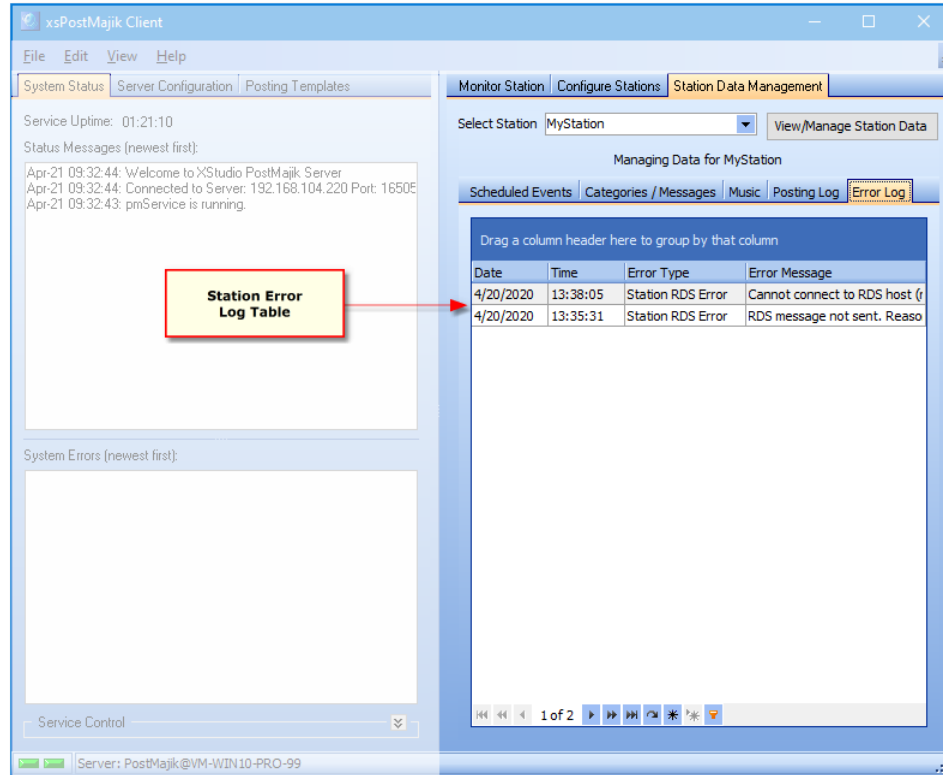 xsPostMajik Client
File Edit View Help
System Status Server Configuration Posting Templates
Service Uptime: 01:21:10
Status Messages (newest first):
Apr-21 09:32:44: Welcome to XStudio PostMajik Server
Apr-21 09:32:44: Connected to Server: 192.168.104.220 Port: 16505
Apr-21 09:32:43: pmService is running.
Station Error
Log Table
System Errors (newest first):
Service Control
Monitor Station Configure Stations Station Data Management
Select Station MyStation View/Manage Station Data
Managing Data for MyStation
Scheduled Events Categories / Messages Music Posting Log Error Log
Drag a column header here to group by that column
Date Time Error Type Error Message
4/20/2020 13:38:05 Station RDS Error Cannot connect to RDS host (r
4/20/2020 13:35:31 Station RDS Error RDS message not sent. Reaso
1 of 2
Server: PostMajik@VM-WIN10-PRO-99